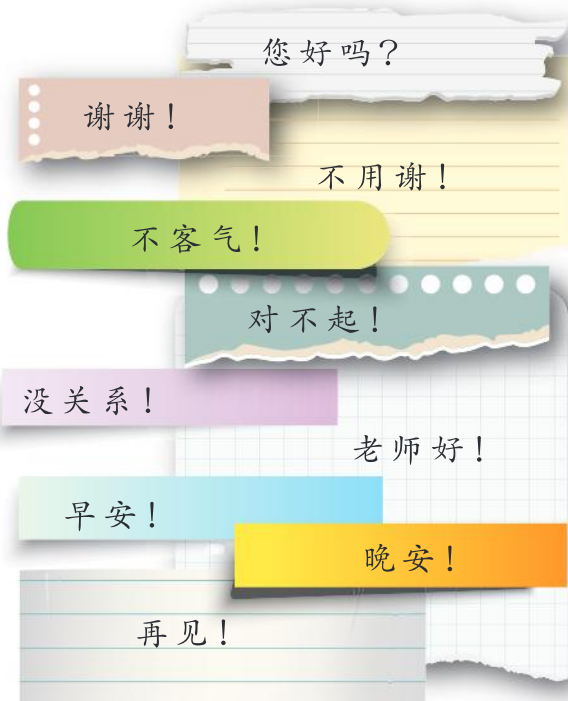 您好吗？
谢谢！
不用谢！
不客气！
对不起！
没关系！
老师好！
早安！
晚安！
再见！